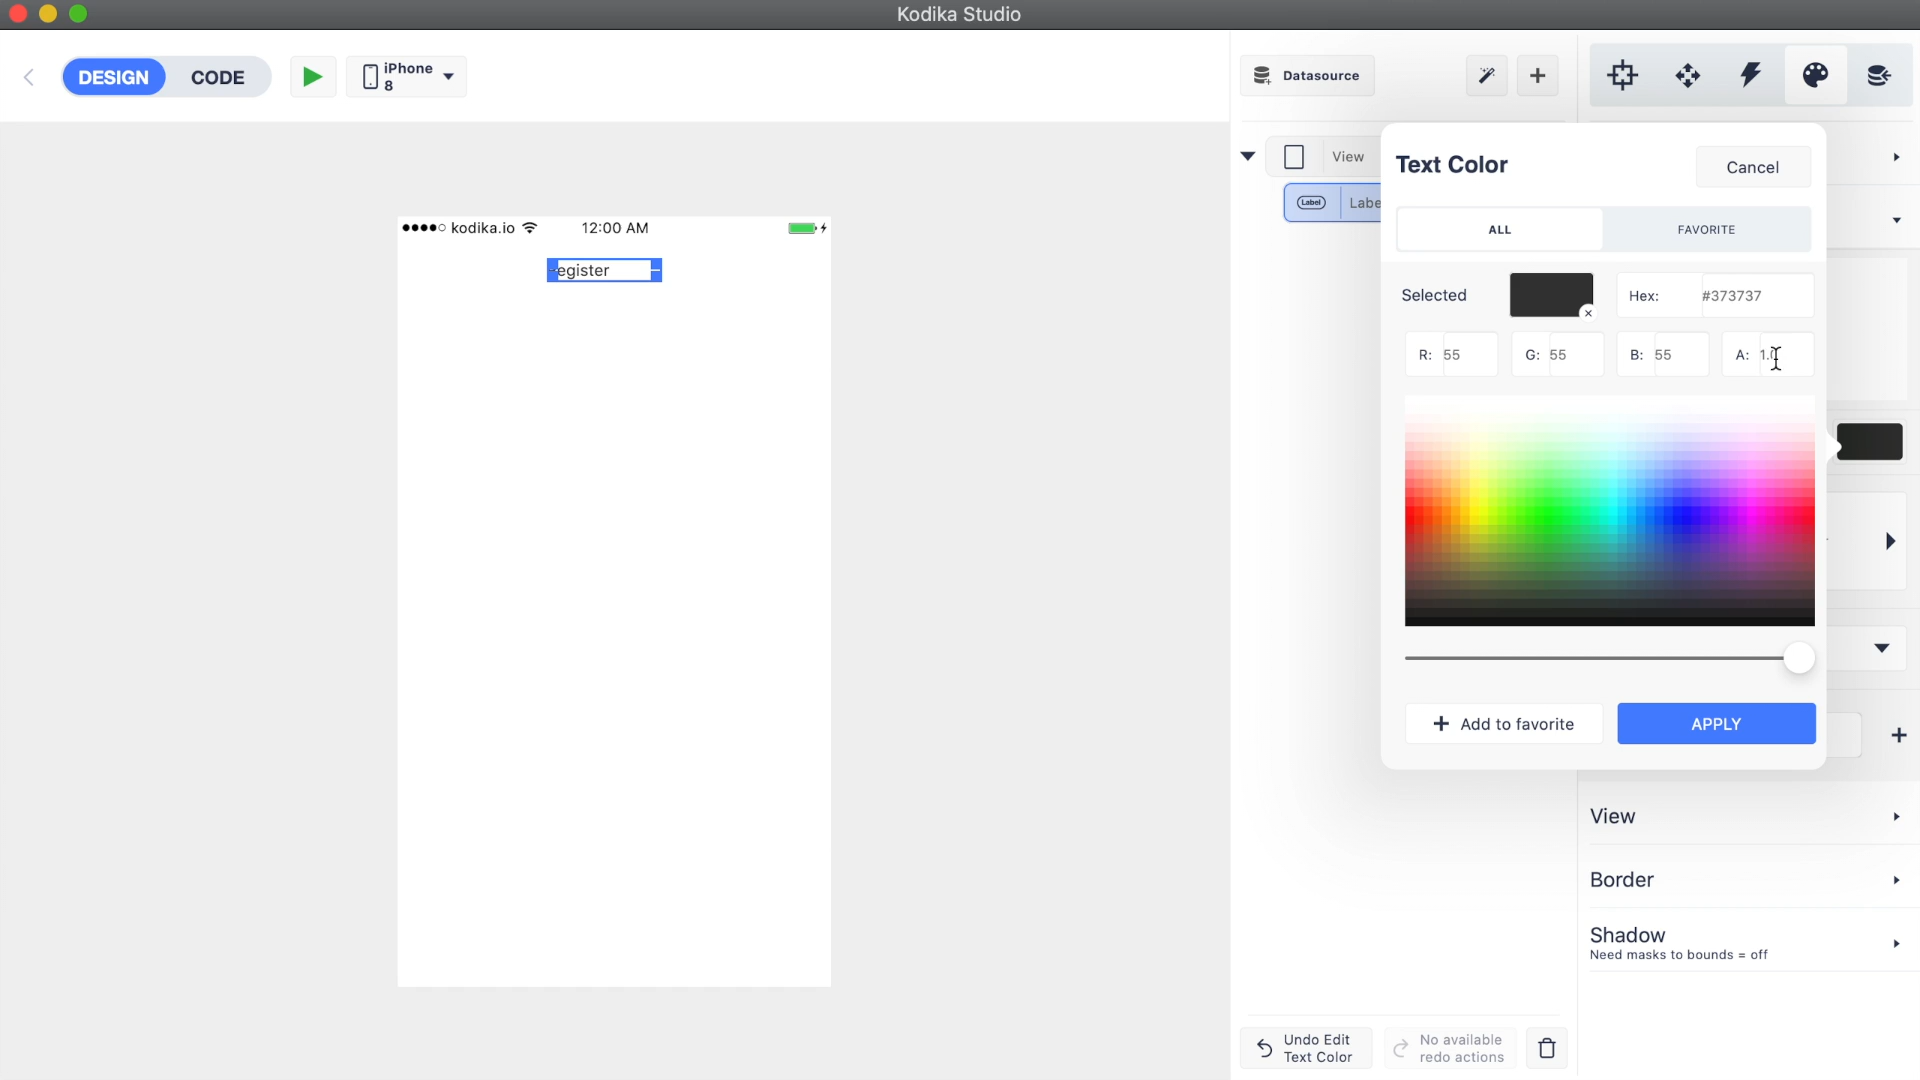 Kodika Studio
DESIGN
CODE
iPhone
8
Datasource
View
Text Color
Cancel
Label
Labe
ALL
FAVORITE
kodika.io
12:00 AM
egister
Selected
Hex:
#373737
R: 55
G: 55
B: 55
A:
Add to favorite
APPLY
View
Border
Shadow
Need masks to bounds = off
Undo Edit
Text Color
No available
redo actions